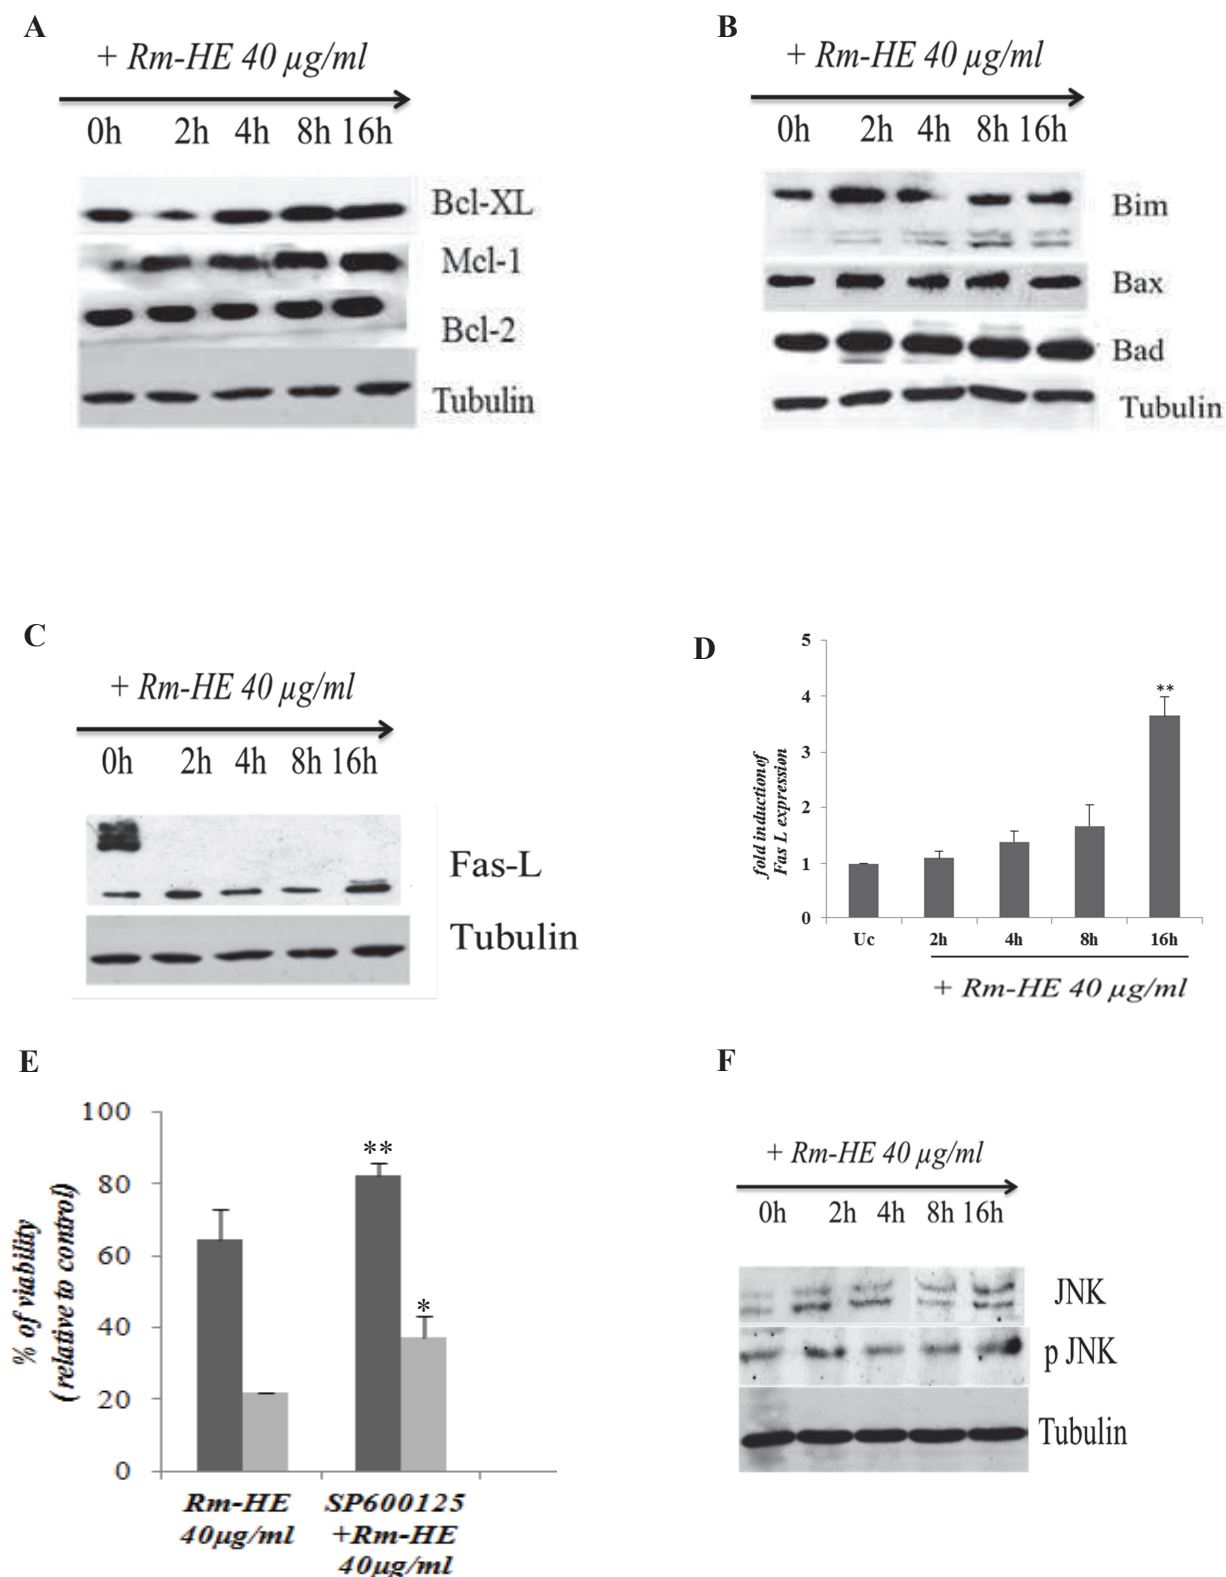 A
+ Rm-HE 40 µg/ml
0h 2h 4h 8h 16h
Bcl-XL
Mcl-1
Bcl-2
Tubulin
B
+ Rm-HE 40 µg/ml
0h 2h 4h 8h 16h
Bim
Bax
Bad
Tubulin
C
+ Rm-HE 40 µg/ml
0h 2h 4h 8h 16h
Fas-L
Tubulin
D
fold induction of
Fas L expression
5
4
3
2
1
0
**
Uc 2h 4h 8h 16h
+ Rm-HE 40 µg/ml
E
% of viability
(relative to control)
100
80
60
40
20
0
**
*
Rm-HE
40µg/ml
SP600125
+Rm-HE
40µg/ml
F
+ Rm-HE 40 µg/ml
0h 2h 4h 8h 16h
JNK
p JNK
Tubulin